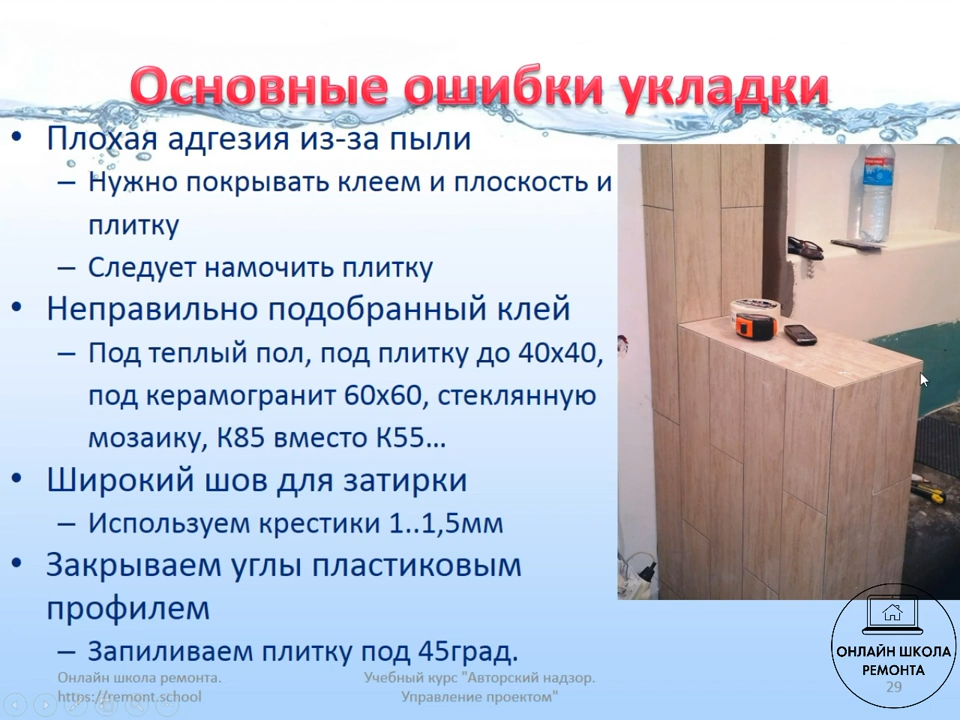 Основные ошибки укладки
• Плохая адгезия из-за пыли
– Нужно покрывать клеем и плоскость и
плитку
– Следует намочить плитку
• Неправильно подобранный клей
– Под теплый пол, под плитку до 40х40,
под керамогранит 60х60, стеклянную
мозаику, К85 вместо К55...
• Широкий шов для затирки
– Используем крестики 1..1,5мм
• Закрываем углы пластиковым
профилем
– Запиливаем плитку под 45град.
Онлайн школа ремонта.
https://remont.school
Учебный курс "Авторский надзор.
Управление проектом"
ОНЛАЙН ШКОЛА
РЕМОНТА
29